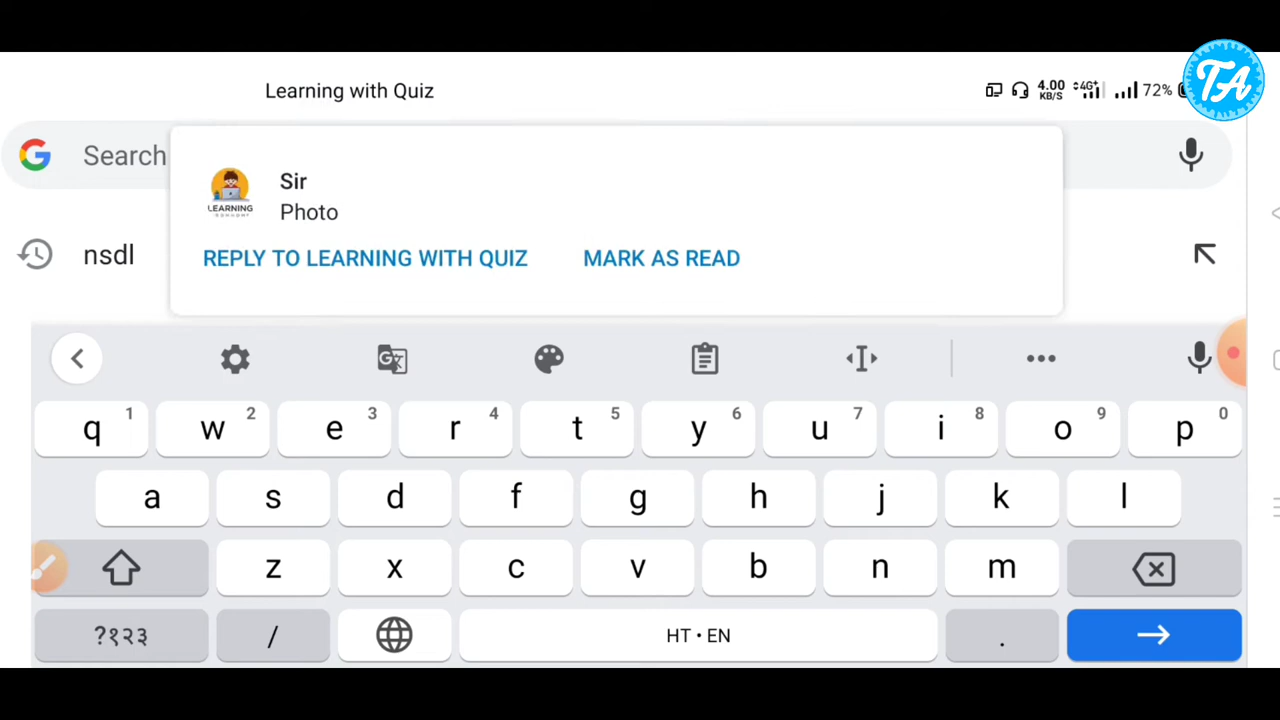 Learning with Quiz
4.00 KB/S 4G+ 72%
TA
G Search
LEARNING
Sir
Photo
nsdl
REPLY TO LEARNING WITH QUIZ MARK AS READ
G
q 1 w 2 e 3 r 4 t 5 y 6 u 7 i 8 o 9 p 0
a s d f g h j k l
z x c v b n m
?१२३ / HT • EN .